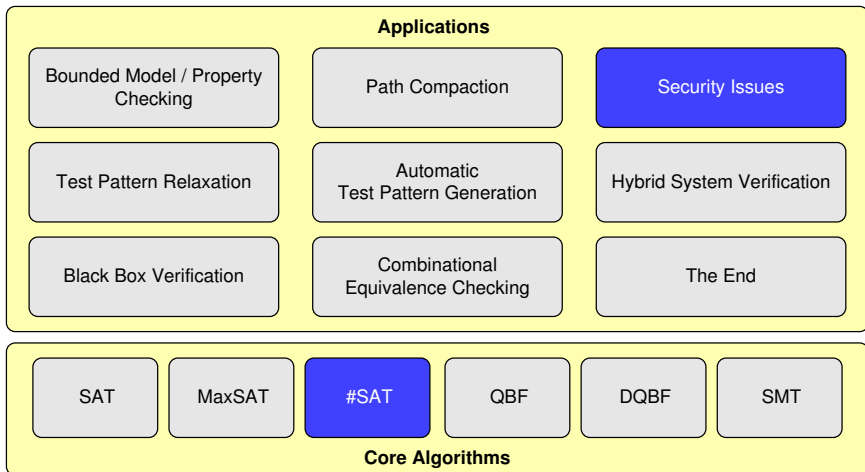 Applications
Bounded Model / Property
Checking
Path Compaction
Security Issues
Test Pattern Relaxation
Automatic
Test Pattern Generation
Hybrid System Verification
Black Box Verification
Combinational
Equivalence Checking
The End
SAT
MaxSAT
#SAT
QBF
DQBF
SMT
Core Algorithms